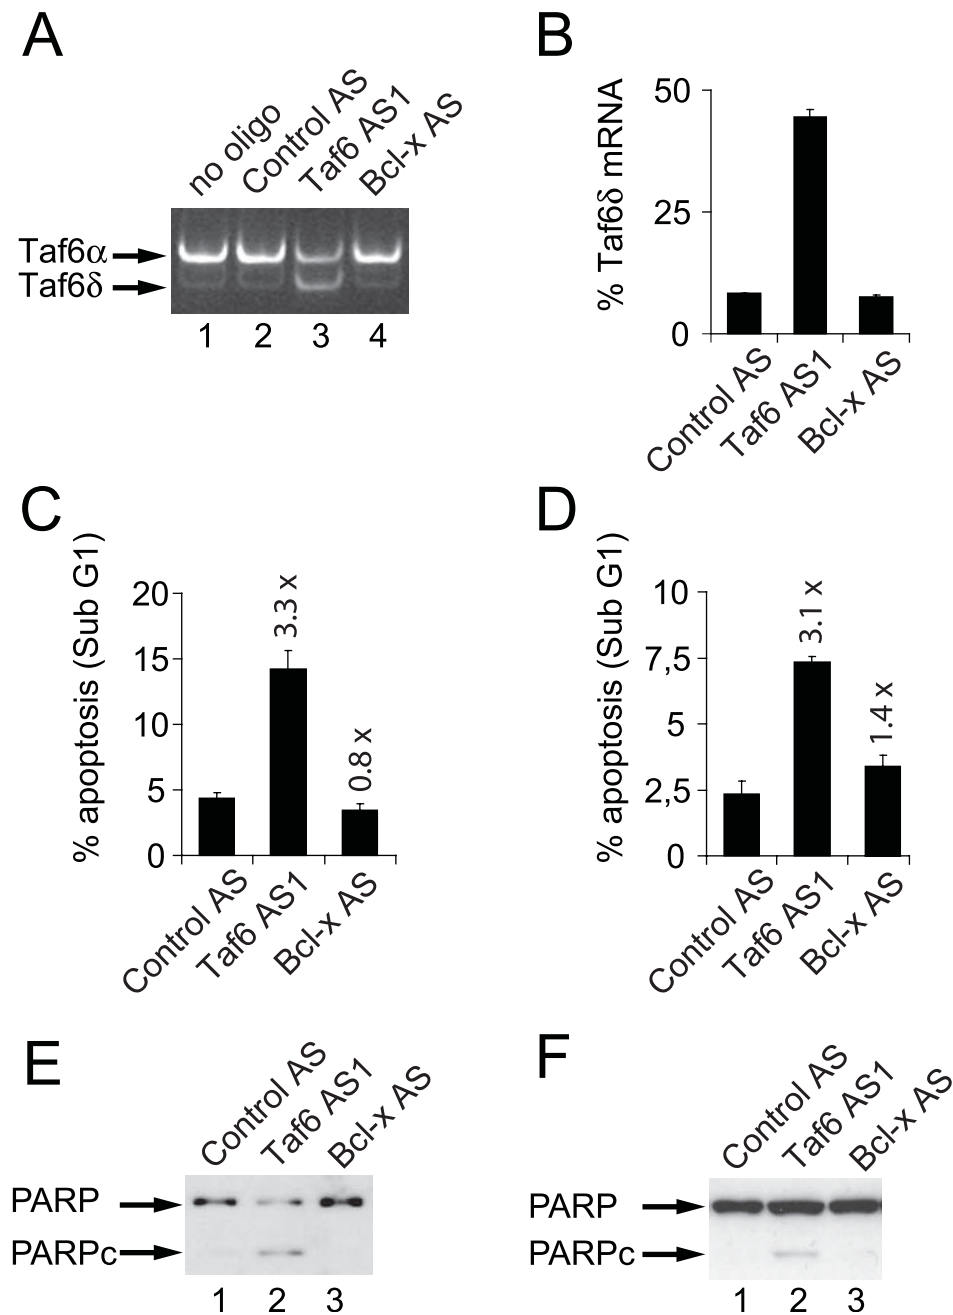 A
no oligo
Control AS
Taf6 AS1
Bcl-x AS
Taf6α
Taf6δ
1 2 3 4
B
% Taf6δ mRNA
50
25
0
Control AS
Taf6 AS1
Bcl-x AS
C
% apoptosis (Sub G1)
20
15
10
5
0
3.3 x
0.8 x
Control AS
Taf6 AS1
Bcl-x AS
D
% apoptosis (Sub G1)
10
7,5
5
2,5
0
3.1 x
1.4 x
Control AS
Taf6 AS1
Bcl-x AS
E
Control AS
Taf6 AS1
Bcl-x AS
PARP
PARPc
1 2 3
F
Control AS
Taf6 AS1
Bcl-x AS
PARP
PARPc
1 2 3